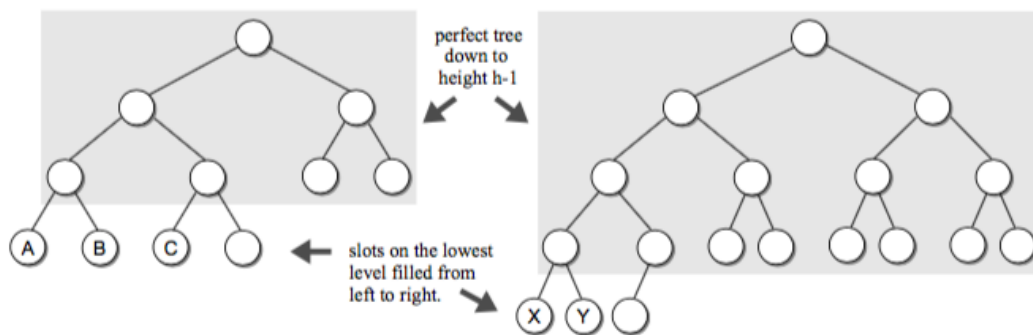 perfect tree
down to
height h-1
A
B
C
slots on the lowest
level filled from
left to right.
X
Y